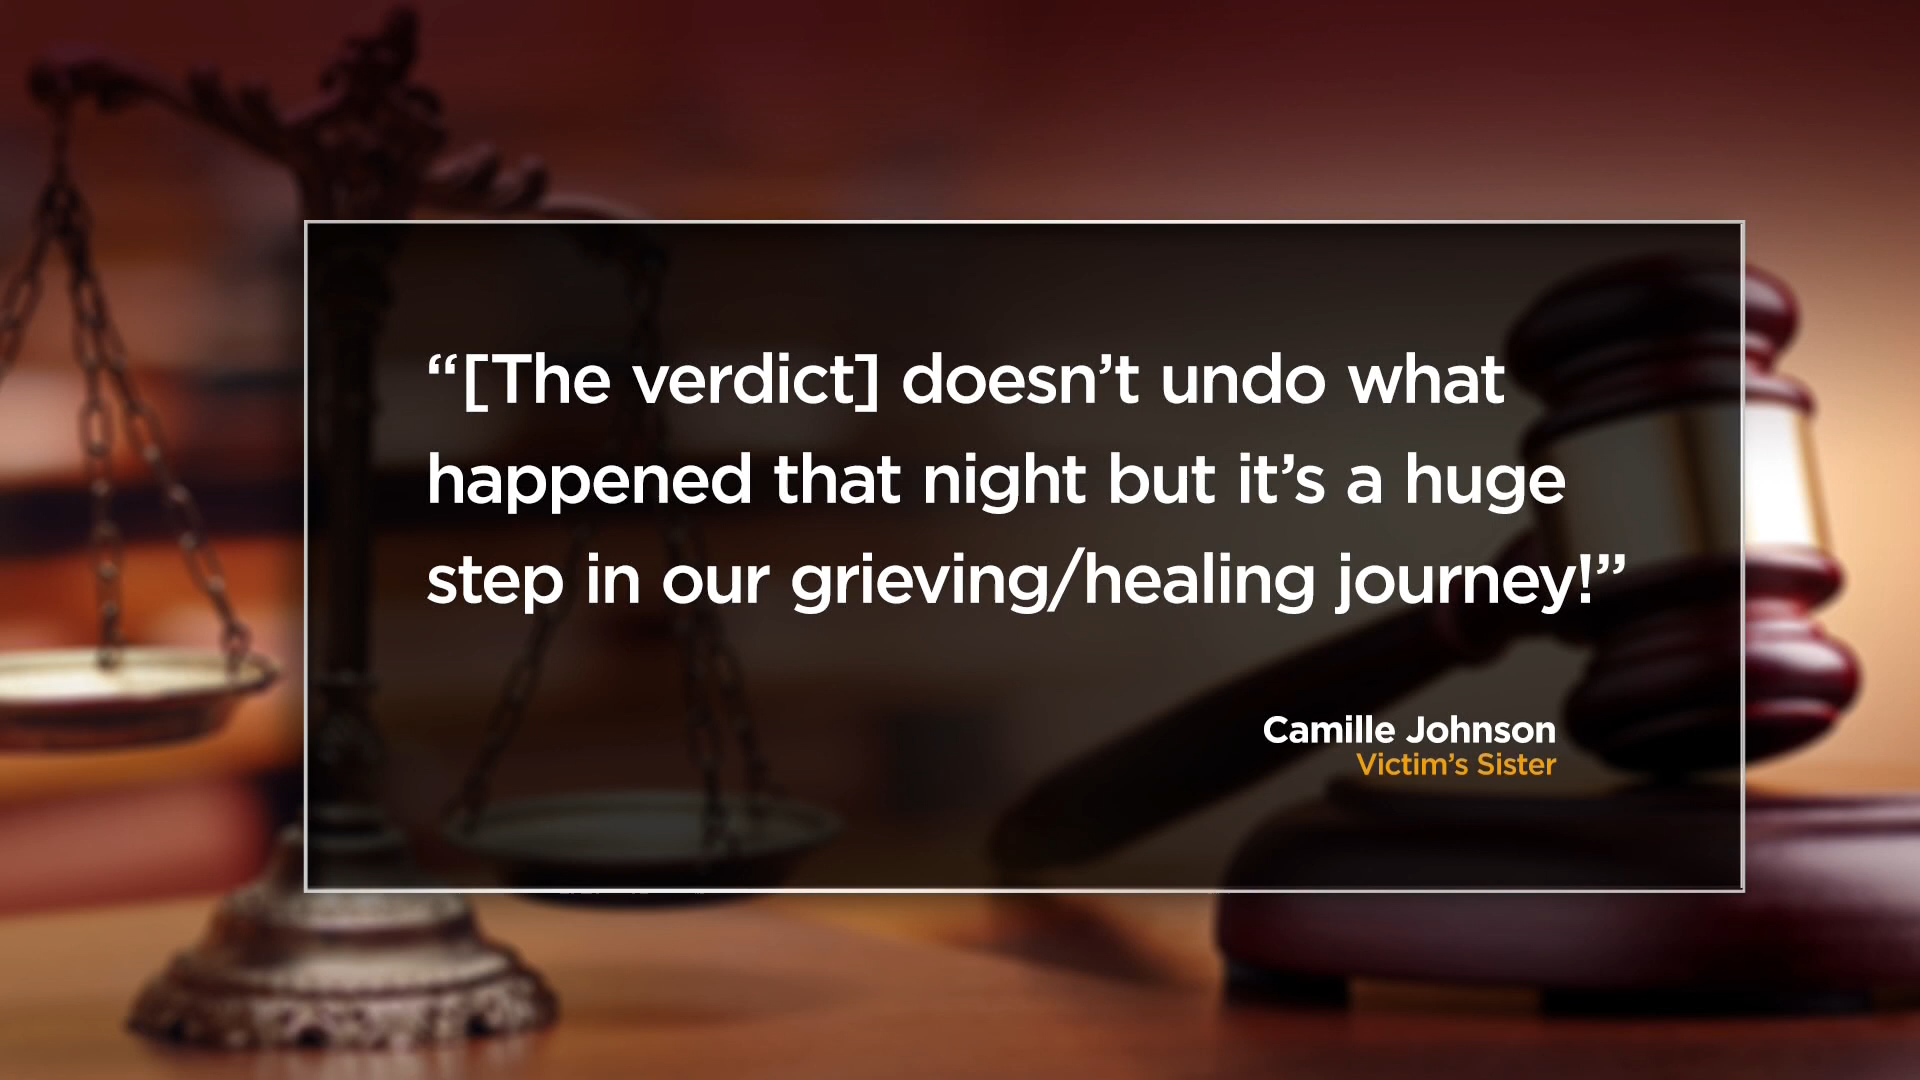 “[The verdict] doesn’t undo what
happened that night but it’s a huge
step in our grieving/healing journey!”
Camille Johnson
Victim’s Sister